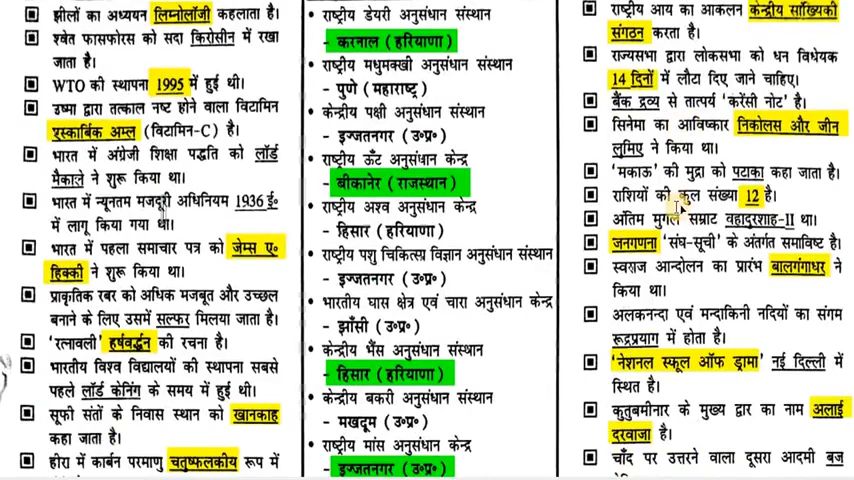 झीलों का अध्ययन लिम्नोलॉजी कहलाता है।
श्वेत फासफोरस को सदा किरोसीन में रखा
जाता है।
WTO की स्थापना 1995 में हुई थी।
उष्मा द्वारा तत्काल नष्ट होने वाला विटामिन
एस्कार्बिक अम्ल (विटामिन-C) है।
भारत में अंग्रेजी शिक्षा पद्धति को लॉर्ड
मैकाले ने शुरू किया था।
भारत में न्यूनतम मजदूरी अधिनियम 1936 ई०
में लागू किया गया था।
भारत में पहला समाचार पत्र को जेम्स ए०
हिक्की ने शुरू किया था।
प्राकृतिक रबर को अधिक मजबूत और उच्छल
बनाने के लिए उसमें सल्फर मिलया जाता है।
'रत्नावली' हर्षवर्द्धन की रचना है।
भारतीय विश्व विद्यालयों की स्थापना सबसे
पहले लॉर्ड केनिंग के समय में हुई थी।
सूफी संतों के निवास स्थान को खानकाह
कहा जाता है।
हीरा में कार्बन परमाणु चतुष्फलकीय रूप में
राष्ट्रीय डेयरी अनुसंधान संस्थान
- करनाल (हरियाणा)
राष्ट्रीय मधुमक्खी अनुसंधान संस्थान
- पुणे (महाराष्ट्र)
केन्द्रीय पक्षी अनुसंधान संस्थान
- इज्जतनगर (उ०प्र०)
राष्ट्रीय ऊँट अनुसंधान केन्द्र
- बीकानेर (राजस्थान)
राष्ट्रीय अश्व अनुसंधान केन्द्र
- हिसार (हरियाणा)
राष्ट्रीय पशु चिकित्सा विज्ञान अनुसंधान संस्थान
- इज्जतनगर (उ०प्र०)
भारतीय घास क्षेत्र एवं चारा अनुसंधान केन्द्र
- झाँसी (उ०प्र०)
केन्द्रीय भैंस अनुसंधान संस्थान
- हिसार (हरियाणा)
केन्द्रीय बकरी अनुसंधान संस्थान
- मखदूम (उ०प्र०)
राष्ट्रीय मांस अनुसंधान केन्द्र
- इज्जतनगर (उ०प्र०)
राष्ट्रीय आय का आकलन केन्द्रीय सांख्यिकी
संगठन करता है।
राज्यसभा द्वारा लोकसभा को धन विधेयक
14 दिनों में लौटा दिए जाने चाहिए।
बैंक द्रव्य से तात्पर्य 'करेंसी नोट' है।
सिनेमा का आविष्कार निकोलस और जीन
लुमिए ने किया था।
'मकाऊ' की मुद्रा को पटाका कहा जाता है।
राशियों की कुल संख्या 12 है।
अंतिम मुगल सम्राट वहादुरशाह-II था।
जनगणना 'संघ-सूची' के अंतर्गत समाविष्ट है।
स्वराज आन्दोलन का प्रारंभ बालगंगाधर ने
किया था।
अलकनन्दा एवं मन्दाकिनी नदियों का संगम
रूद्रप्रयाग में होता है।
'नेशनल स्कूल ऑफ ड्रामा' नई दिल्ली में
स्थित है।
कुतुबमीनार के मुख्य द्वार का नाम अलाई
दरवाजा है।
चाँद पर उत्तरने वाला दूसरा आदमी बज